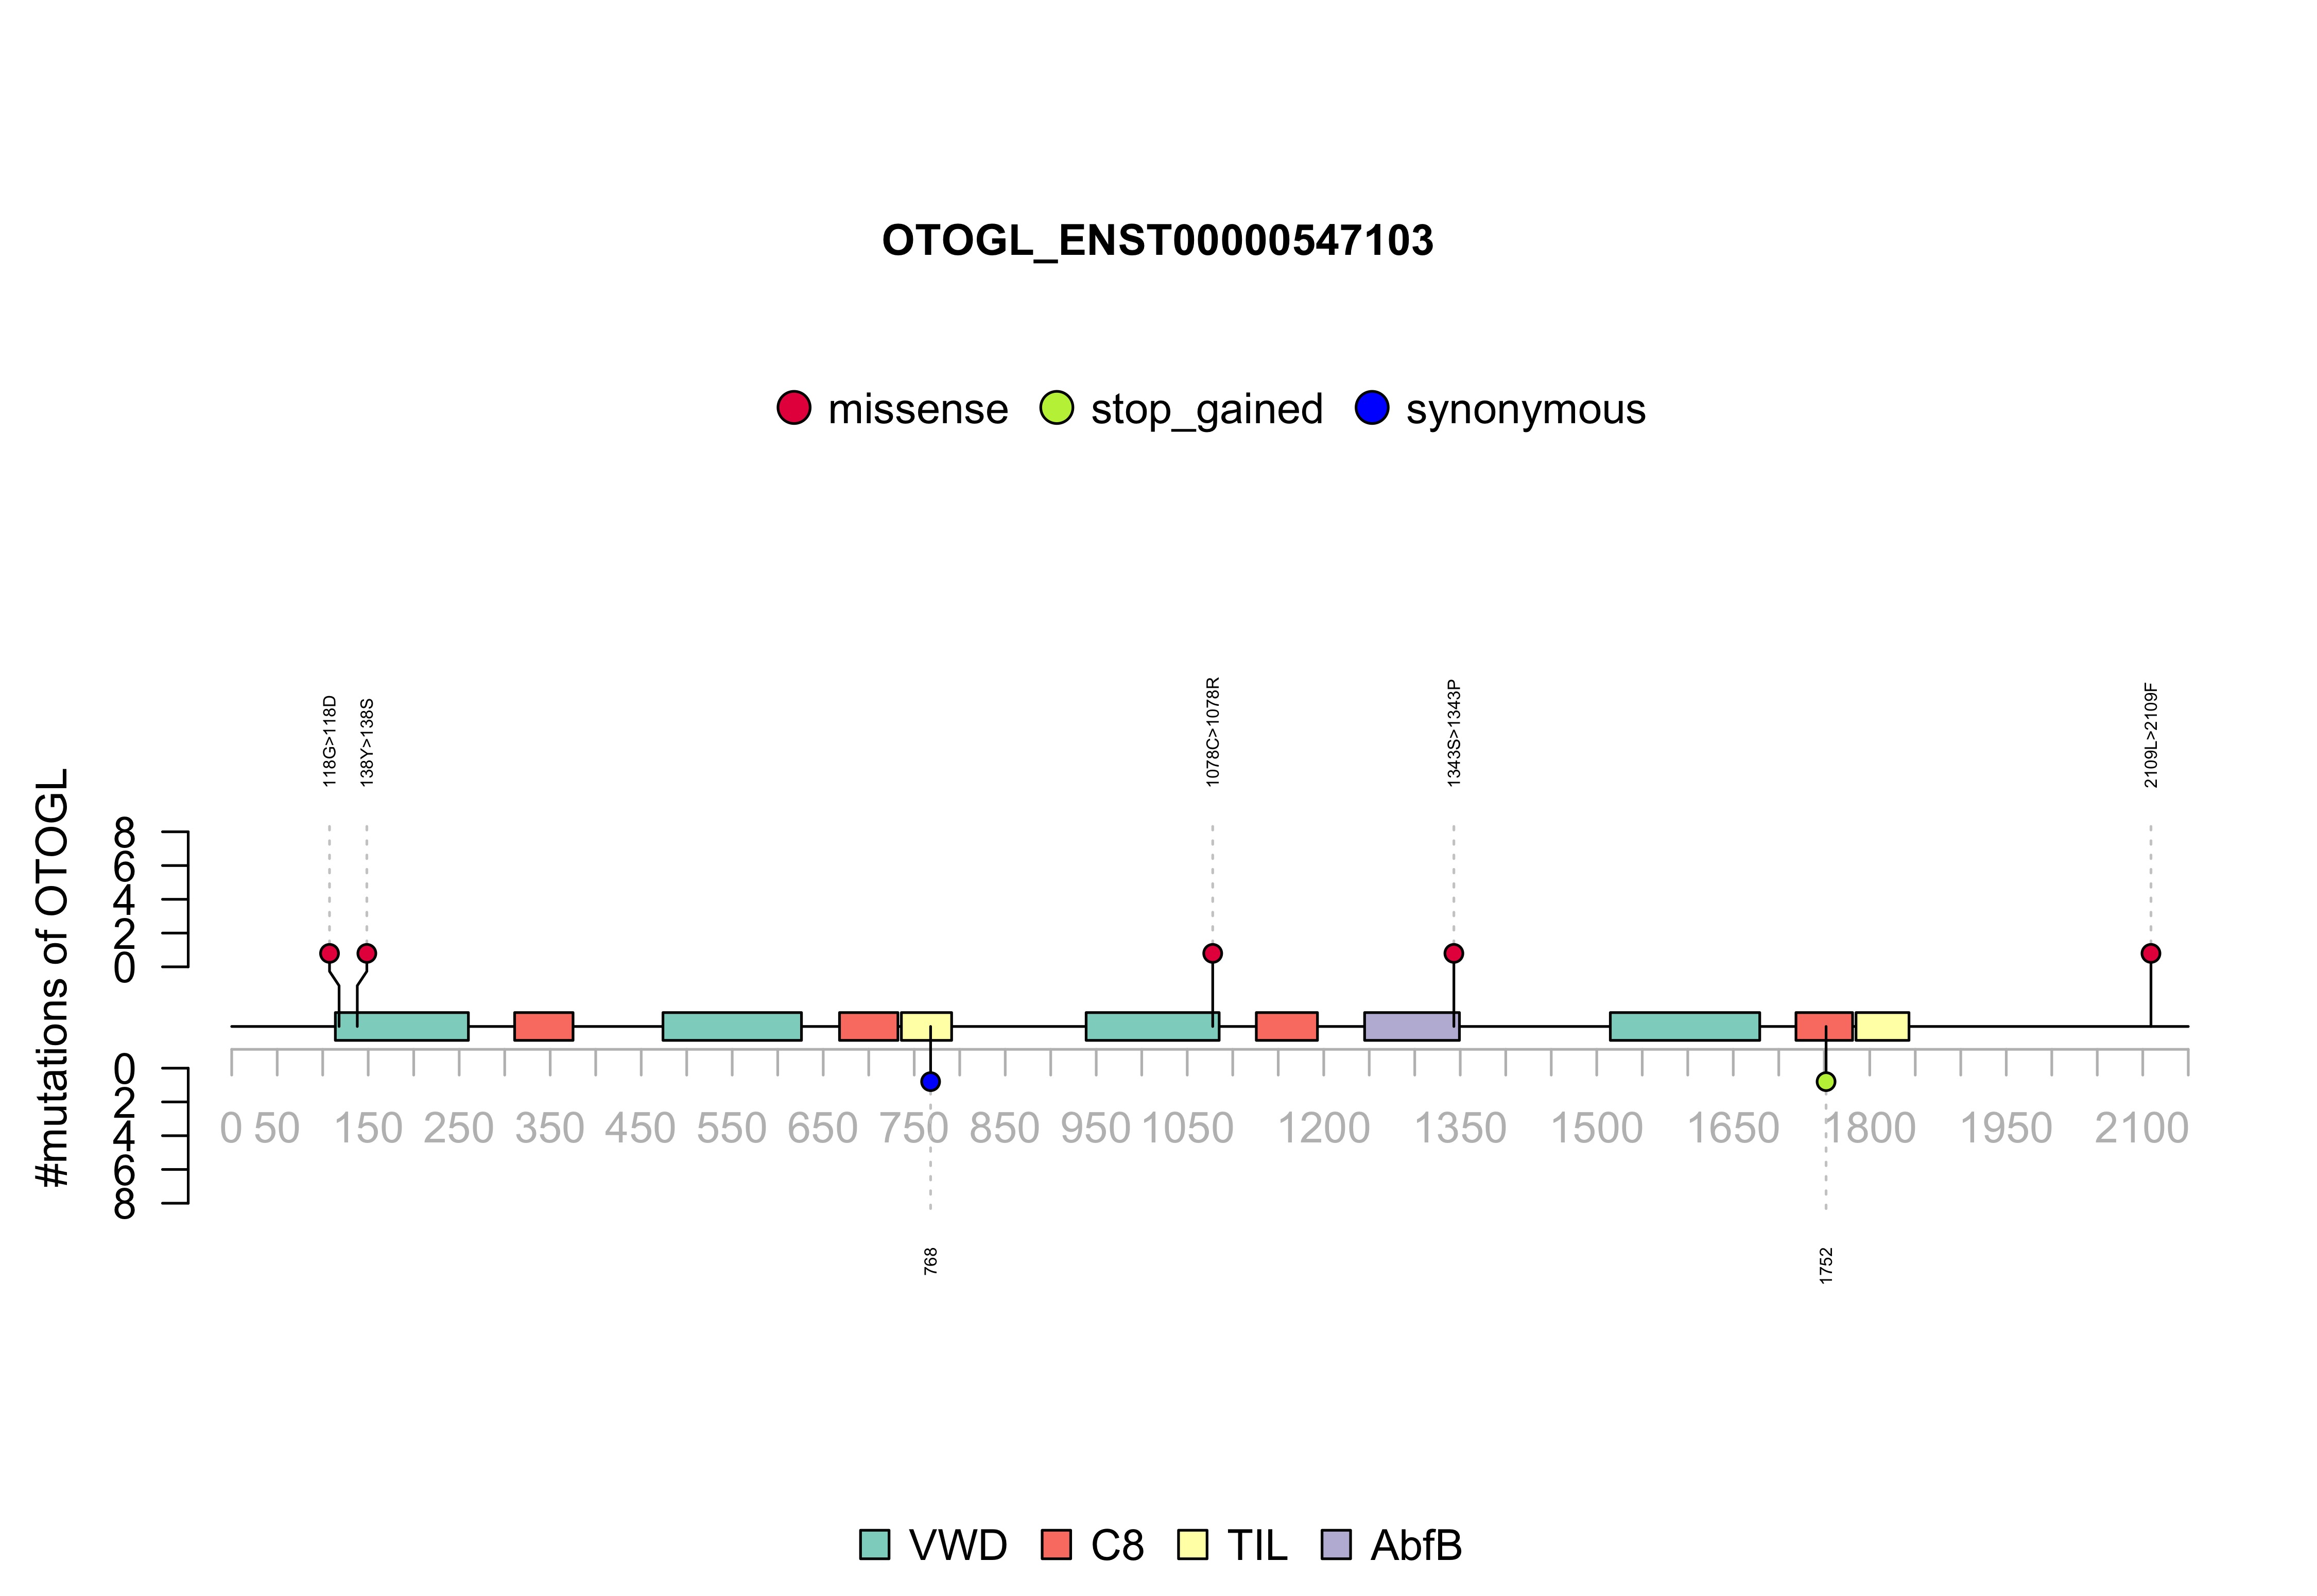 OTOGL_ENST00000547103
missense stop_gained synonymous
118G>118D
138Y>138S
1078C>1078R
1343S>1343P
2109L>2109F
#mutations of OTOGL
8
6
4
2
0
0
2
4
6
8
0 50 150 250 350 450 550 650 750 850 950 1050 1200 1350 1500 1650 1800 1950 2100
768
1752
VWD C8 TIL AbfB